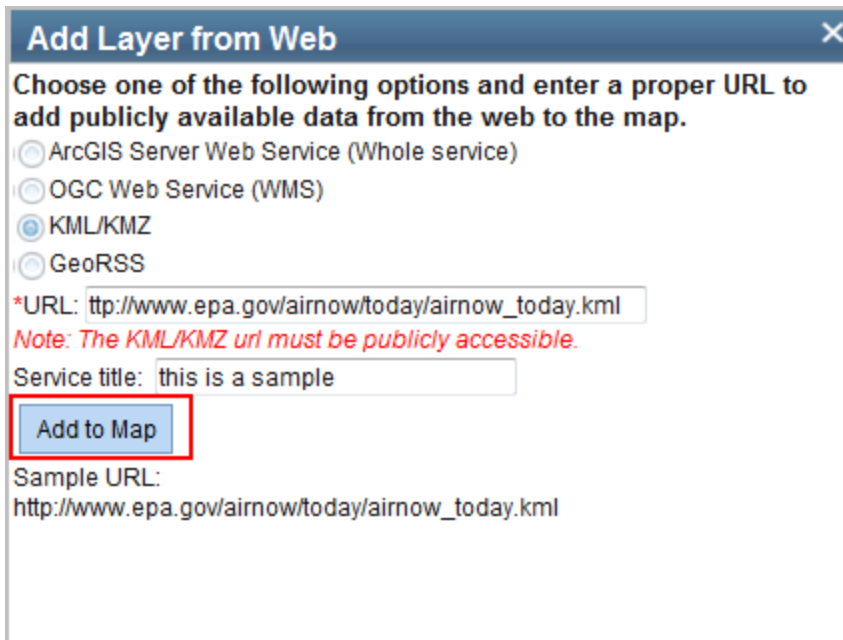 Add Layer from Web
Choose one of the following options and enter a proper URL to
add publicly available data from the web to the map.
ArcGIS Server Web Service (Whole service)
OGC Web Service (WMS)
KML/KMZ
GeoRSS
*URL: ttp://www.epa.gov/airnow/today/airnow_today.kml
Note: The KML/KMZ url must be publicly accessible.
Service title: this is a sample
Add to Map
Sample URL:
http://www.epa.gov/airnow/today/airnow_today.kml